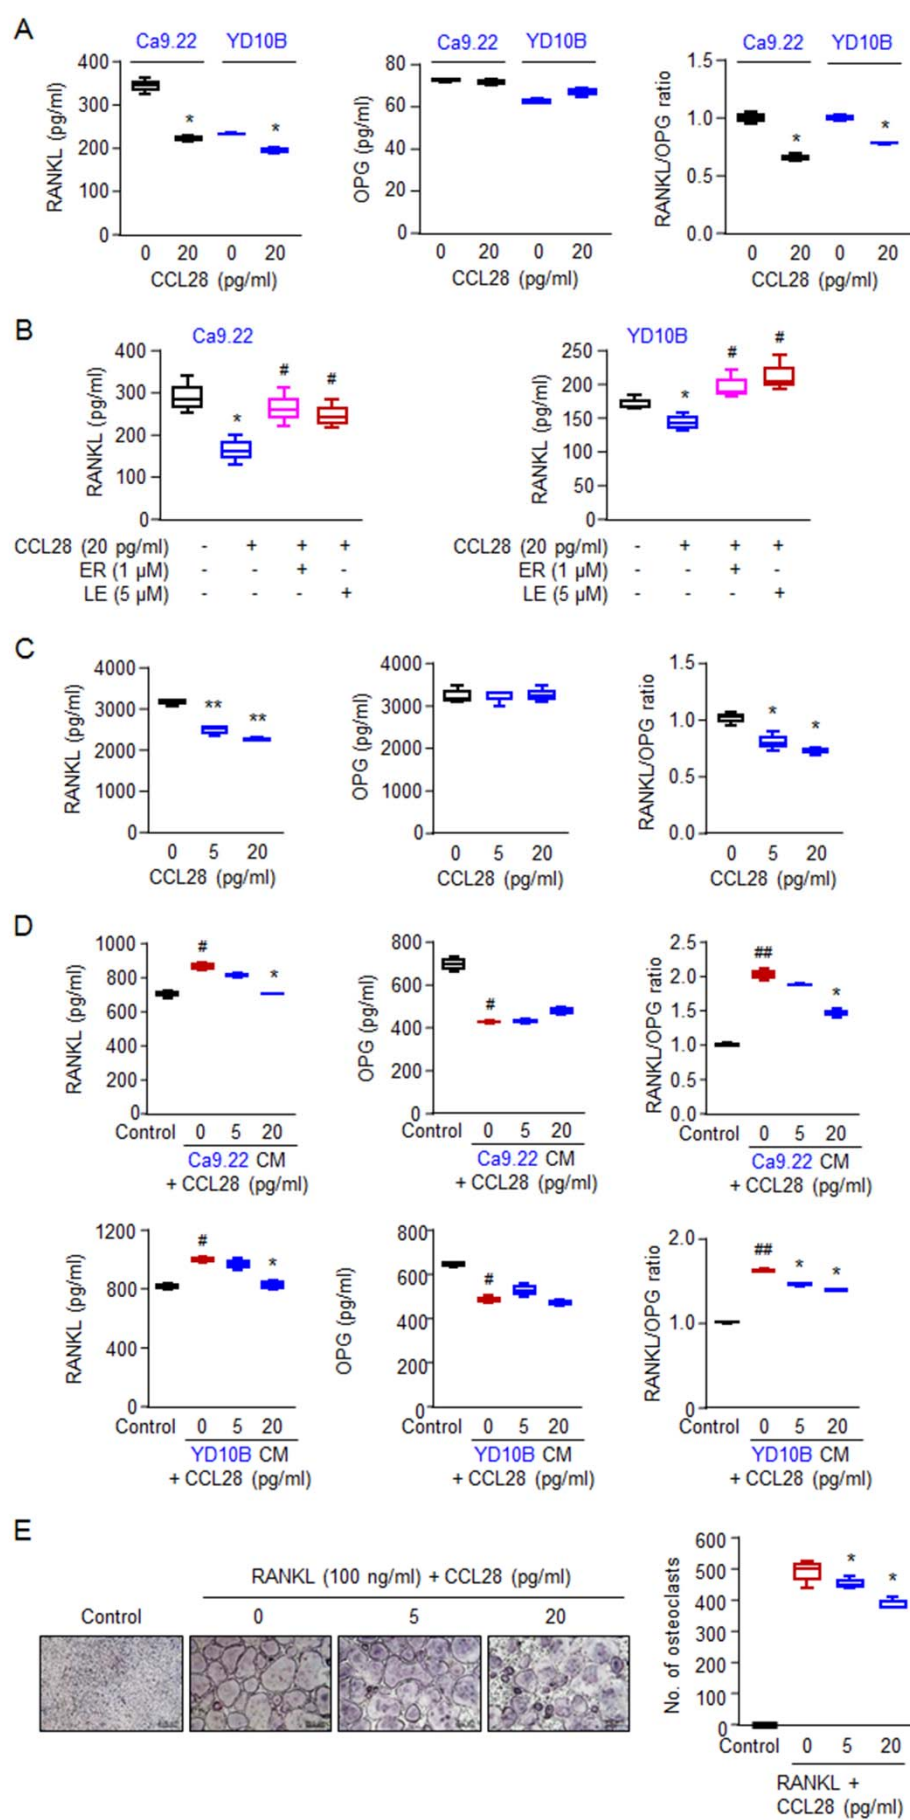 A
Ca9.22 YD10B
RANKL (pg/ml)
400
300
200
100
0
* *
0 20 0 20
CCL28 (pg/ml)
Ca9.22 YD10B
OPG (pg/ml)
80
60
40
20
0
0 20 0 20
CCL28 (pg/ml)
Ca9.22 YD10B
RANKL/OPG ratio
1.5
1.0
0.5
0.0
* *
0 20 0 20
CCL28 (pg/ml)
B
Ca9.22
RANKL (pg/ml)
400
300
200
100
0
* # #
CCL28 (20 pg/ml) - + + +
ER (1 µM) - - + -
LE (5 µM) - - - +
YD10B
RANKL (pg/ml)
250
200
150
100
50
0
* # #
CCL28 (20 pg/ml) - + + +
ER (1 µM) - - + -
LE (5 µM) - - - +
C
RANKL (pg/ml)
4000
3000
2000
1000
0
** **
0 5 20
CCL28 (pg/ml)
OPG (pg/ml)
4000
3000
2000
1000
0
0 5 20
CCL28 (pg/ml)
RANKL/OPG ratio
1.5
1.0
0.5
0.0
* *
0 5 20
CCL28 (pg/ml)
D
RANKL (pg/ml)
1000
800
600
400
200
0
# *
Control 0 5 20
Ca9.22 CM
+ CCL28 (pg/ml)
OPG (pg/ml)
800
600
400
200
0
#
Control 0 5 20
Ca9.22 CM
+ CCL28 (pg/ml)
RANKL/OPG ratio
2.5
2.0
1.5
1.0
0.5
0.0
## *
Control 0 5 20
Ca9.22 CM
+ CCL28 (pg/ml)
RANKL (pg/ml)
1200
800
400
0
# *
Control 0 5 20
YD10B CM
+ CCL28 (pg/ml)
OPG (pg/ml)
800
600
400
200
0
#
Control 0 5 20
YD10B CM
+ CCL28 (pg/ml)
RANKL/OPG ratio
2.0
1.0
0
## * *
Control 0 5 20
YD10B CM
+ CCL28 (pg/ml)
E
RANKL (100 ng/ml) + CCL28 (pg/ml)
Control 0 5 20
No. of osteoclasts
600
500
400
300
200
100
0
* *
Control 0 5 20
RANKL +
CCL28 (pg/ml)